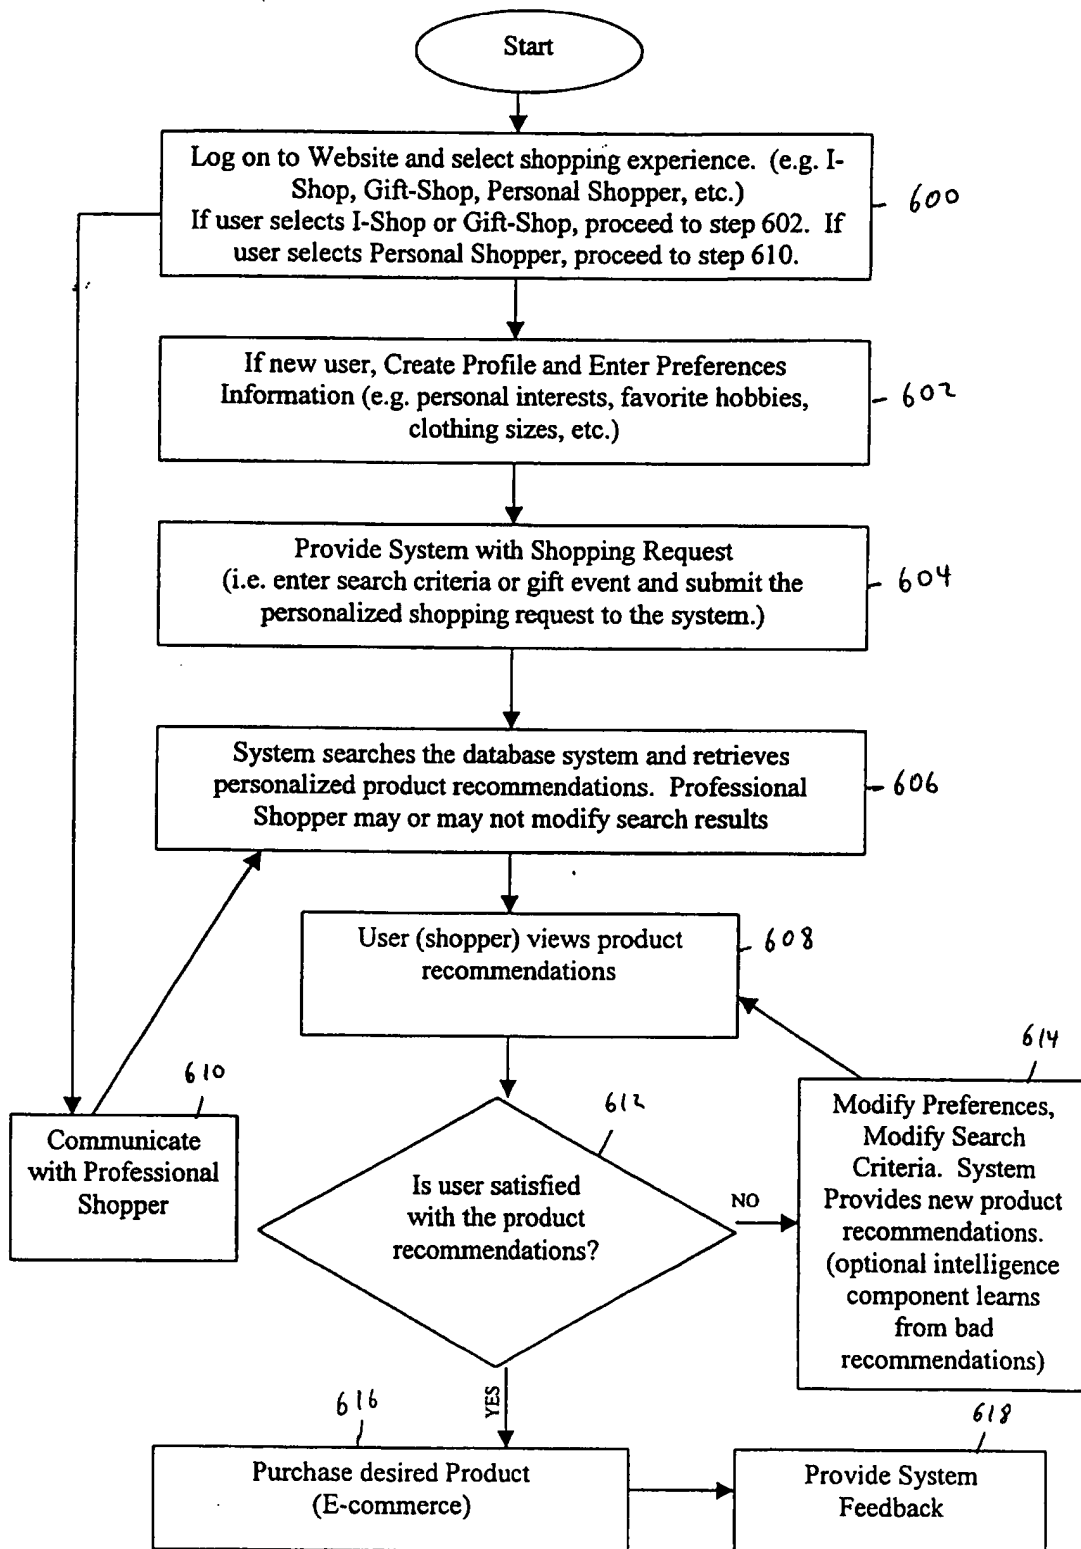 Start
Log on to Website and select shopping experience. (e.g. I-
Shop, Gift-Shop, Personal Shopper, etc.)
If user selects I-Shop or Gift-Shop, proceed to step 602. If
user selects Personal Shopper, proceed to step 610.
600
If new user, Create Profile and Enter Preferences
Information (e.g. personal interests, favorite hobbies,
clothing sizes, etc.)
602
Provide System with Shopping Request
(i.e. enter search criteria or gift event and submit the
personalized shopping request to the system.)
604
System searches the database system and retrieves
personalized product recommendations. Professional
Shopper may or may not modify search results
606
User (shopper) views product
recommendations
608
610
Communicate
with Professional
Shopper
612
Is user satisfied
with the product
recommendations?
NO
614
Modify Preferences,
Modify Search
Criteria. System
Provides new product
recommendations.
(optional intelligence
component learns
from bad
recommendations)
YES
616
Purchase desired Product
(E-commerce)
618
Provide System
Feedback